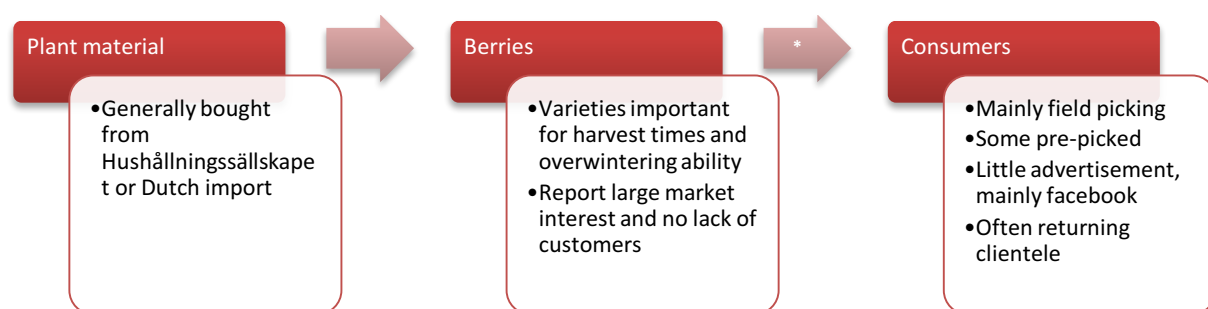 Plant material
•Generally bought
from
Hushållningssällskape
t or Dutch import
Berries
•Varieties important
for harvest times and
overwintering ability
•Report large market
interest and no lack of
customers
*
Consumers
•Mainly field picking
•Some pre-picked
•Little advertisement,
mainly facebook
•Often returning
clientele